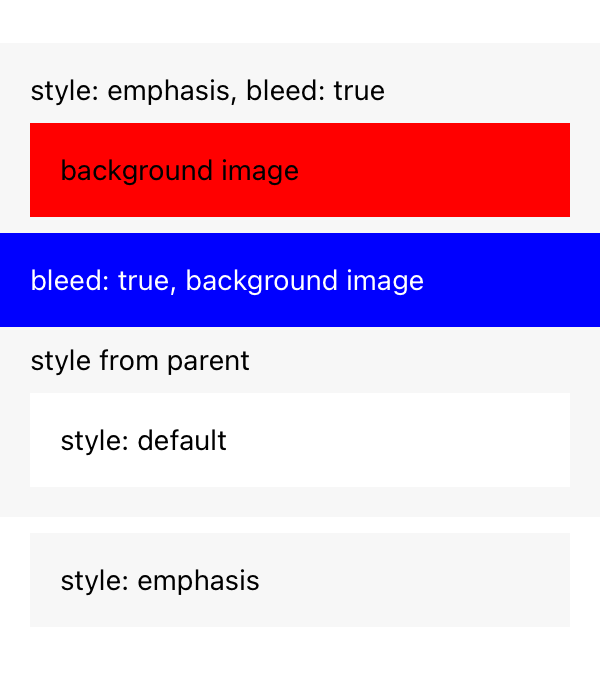 style: emphasis, bleed: true
background image
bleed: true, background image
style from parent
style: default
style: emphasis